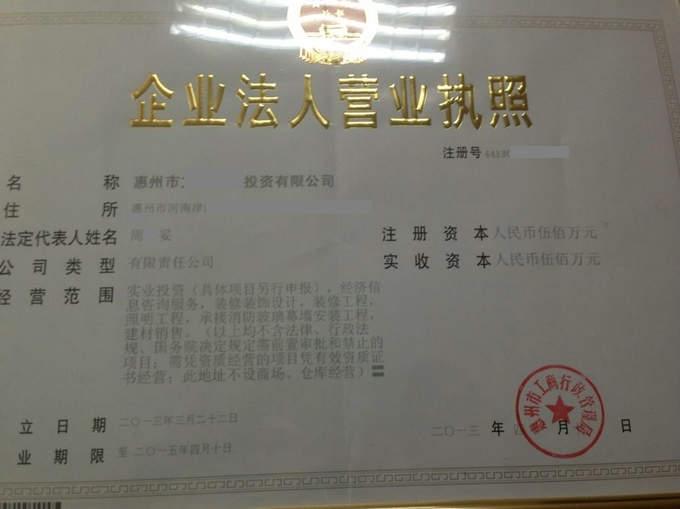 企业法人营业执照
注册号
名 称 惠州市 投资有限公司
住 所 惠州市河南岸
法定代表人姓名 周
注 册 资 本 人民币伍佰万元
公 司 类 型 有限责任公司
实 收 资 本 人民币伍佰万元
经 营 范 围 实业投资（具体项目另行申报），经济信
息咨询服务，装修装饰设计，装修工程，
照明工程，承接消防玻璃幕墙安装工程，
建材销售。（以上均不含法律、行政法
规、国务院决定规定需前置审批和禁止的
项目；需凭资质经营的项目凭有效资质证
书经营；此地址不设商场、仓库经营）
立 日 期 二〇一三年三月二十二日
业 期 限 至 二〇一五年四月十日
二〇一三 年 月 日
惠州市工商行政管理局